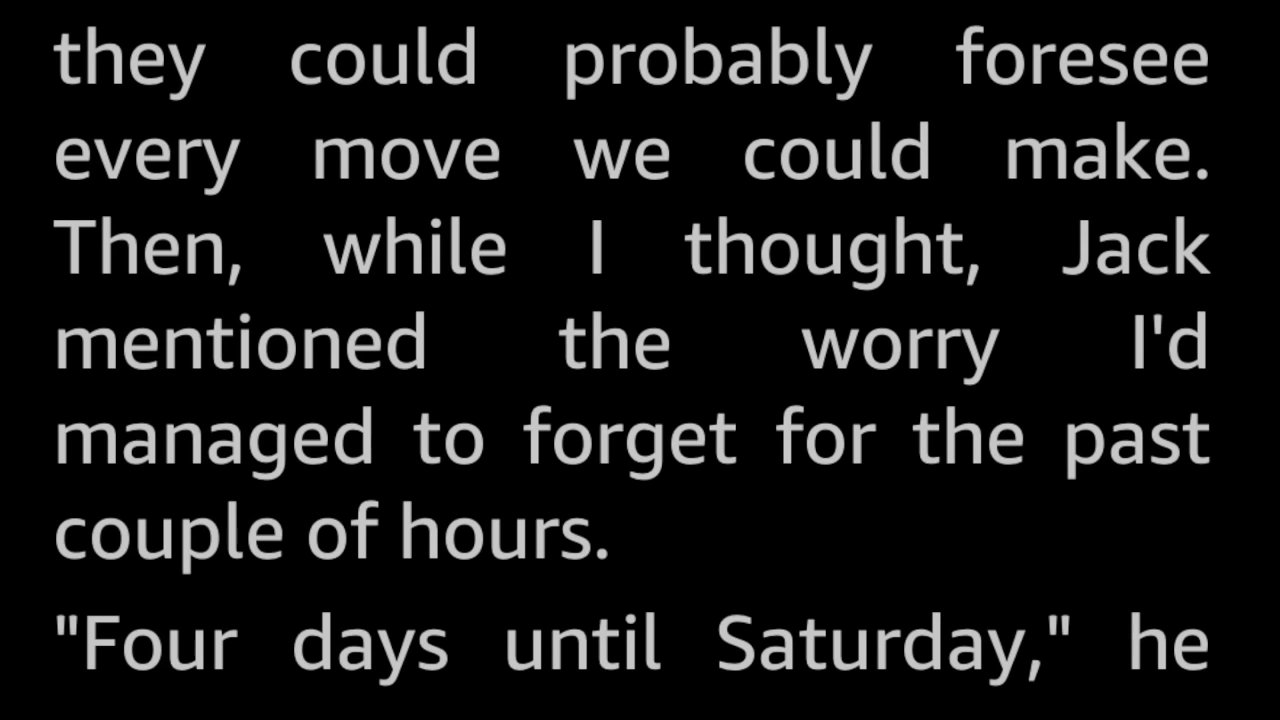 they could probably foresee
every move we could make.
Then, while I thought, Jack
mentioned the worry I'd
managed to forget for the past
couple of hours.
"Four days until Saturday," he